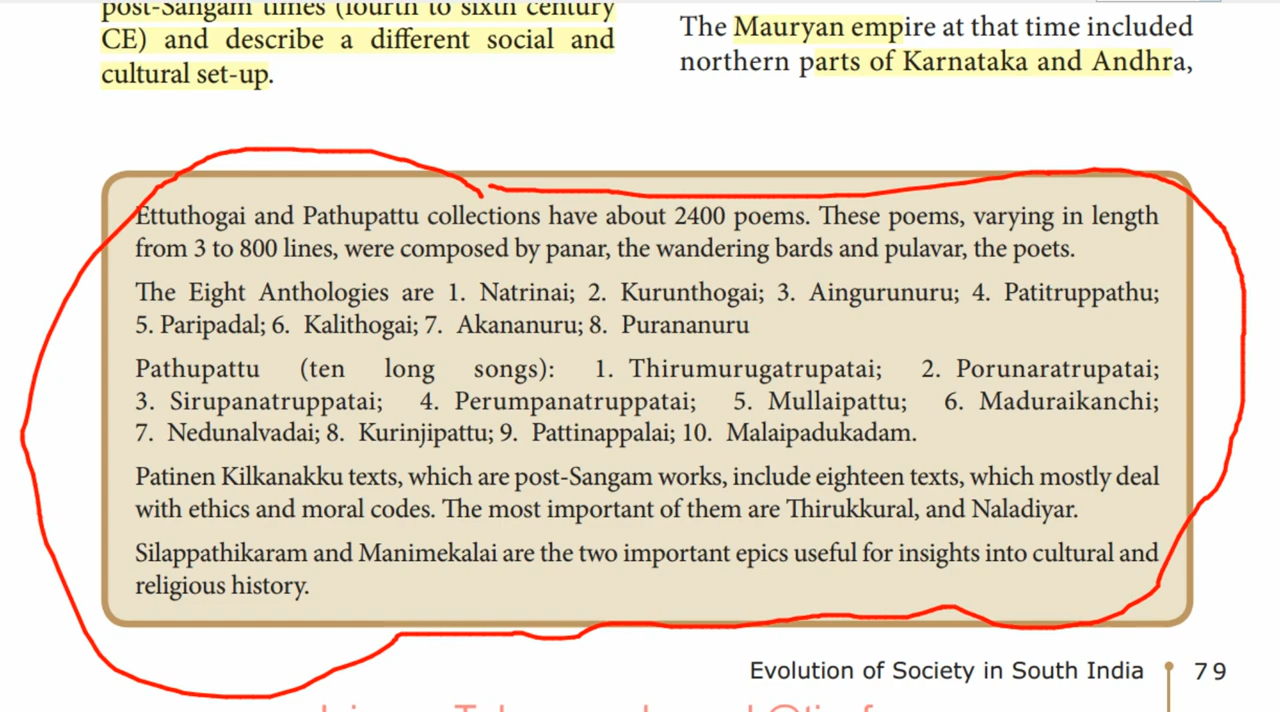 post-Sangam times (fourth to sixth century
CE) and describe a different social and
cultural set-up.
The Mauryan empire at that time included
northern parts of Karnataka and Andhra,
Ettuthogai and Pathupattu collections have about 2400 poems. These poems, varying in length
from 3 to 800 lines, were composed by panar, the wandering bards and pulavar, the poets.
The Eight Anthologies are 1. Natrinai; 2. Kurunthogai; 3. Aingurunuru; 4. Patitruppathu;
5. Paripadal; 6. Kalithogai; 7. Akananuru; 8. Purananuru
Pathupattu (ten long songs): 1. Thirumurugatrupatai; 2. Porunaratrupatai;
3. Sirupanatruppatai; 4. Perumpanatruppatai; 5. Mullaipattu; 6. Maduraikanchi;
7. Nedunalvadai; 8. Kurinjipattu; 9. Pattinappalai; 10. Malaipadukadam.
Patinen Kilkanakku texts, which are post-Sangam works, include eighteen texts, which mostly deal
with ethics and moral codes. The most important of them are Thirukkural, and Naladiyar.
Silappathikaram and Manimekalai are the two important epics useful for insights into cultural and
religious history.
Evolution of Society in South India 79